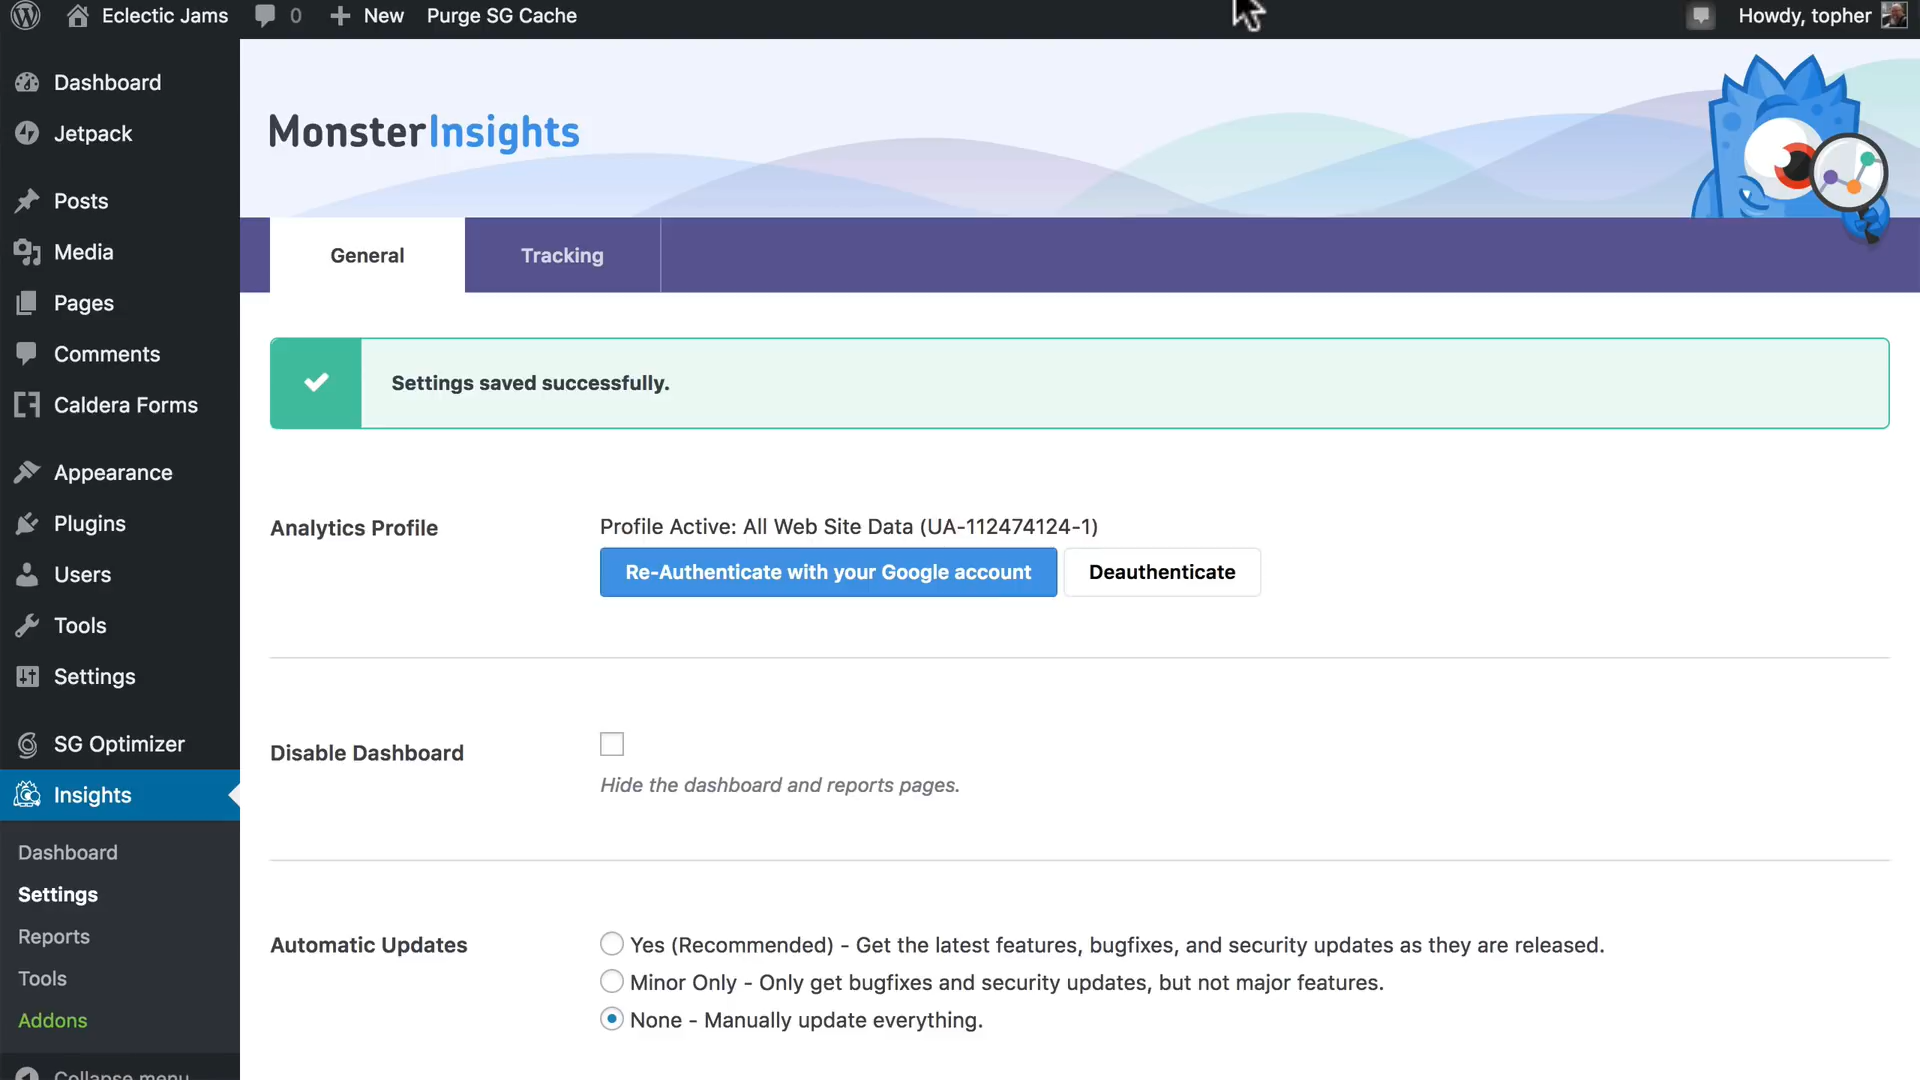 Eclectic Jams 0 New Purge SG Cache Howdy, topher
Dashboard
Jetpack
Posts
Media
Pages
Comments
Caldera Forms
Appearance
Plugins
Users
Tools
Settings
SG Optimizer
Insights
Dashboard
Settings
Reports
Tools
Addons
Collapse menu
MonsterInsights
General Tracking
Settings saved successfully.
Analytics Profile
Profile Active: All Web Site Data (UA-112474124-1)
Re-Authenticate with your Google account Deauthenticate
Disable Dashboard
Hide the dashboard and reports pages.
Automatic Updates
Yes (Recommended) - Get the latest features, bugfixes, and security updates as they are released.
Minor Only - Only get bugfixes and security updates, but not major features.
None - Manually update everything.